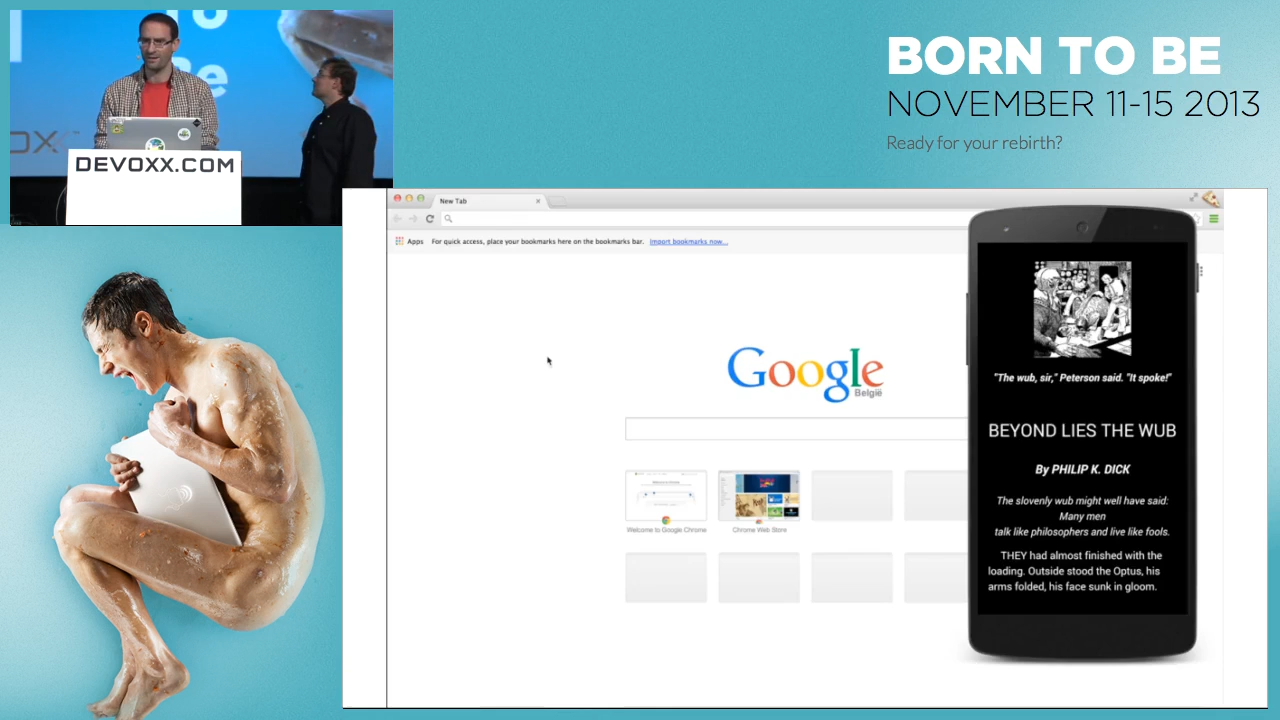 To
Be
OX
DEVOXX.COM
BORN TO BE
NOVEMBER 11-15 2013
Ready for your rebirth?
New Tab
Apps
For quick access, place your bookmarks here on the bookmarks bar. Import bookmarks now...
Google
België
Welcome to Google Chrome
Chrome Web Store
"The wub, sir," Peterson said. "It spoke!"
BEYOND LIES THE WUB
By PHILIP K. DICK
The slovenly wub might well have said:
Many men
talk like philosophers and live like fools.
THEY had almost finished with the
loading. Outside stood the Optus, his
arms folded, his face sunk in gloom.